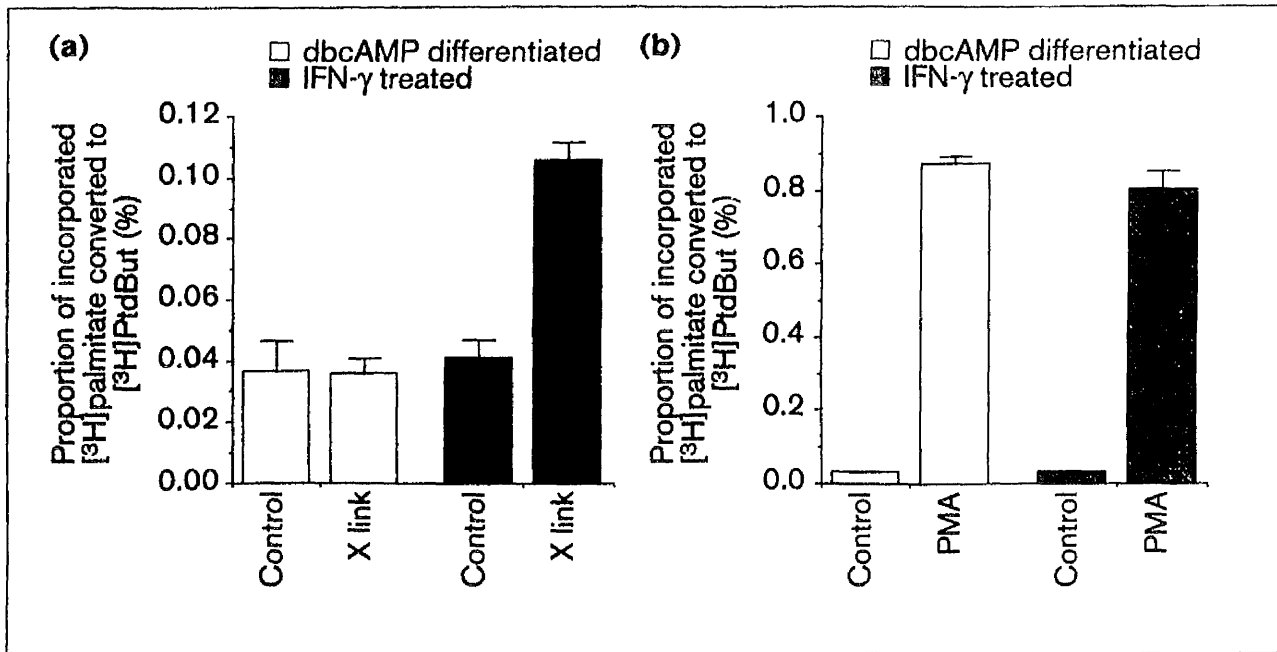 (a)
dbcAMP differentiated
IFN-γ treated
Proportion of incorporated
[³H]palmitate converted to
[³H]PtdBut (%)
0.12
0.10
0.08
0.06
0.04
0.02
0.00
Control
X link
Control
X link
(b)
dbcAMP differentiated
IFN-γ treated
Proportion of incorporated
[³H]palmitate converted to
[³H]PtdBut (%)
1.0
0.8
0.6
0.4
0.2
0.0
Control
PMA
Control
PMA